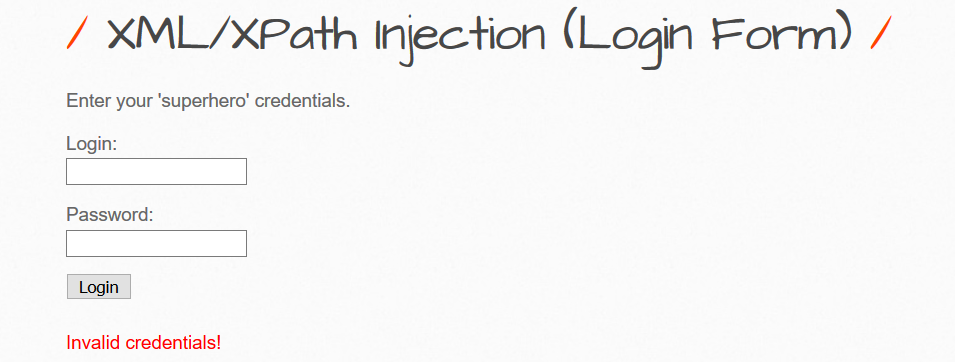 / XML/XPath Injection (Login Form) /
Enter your 'superhero' credentials.
Login:
Password:
Login
Invalid credentials!